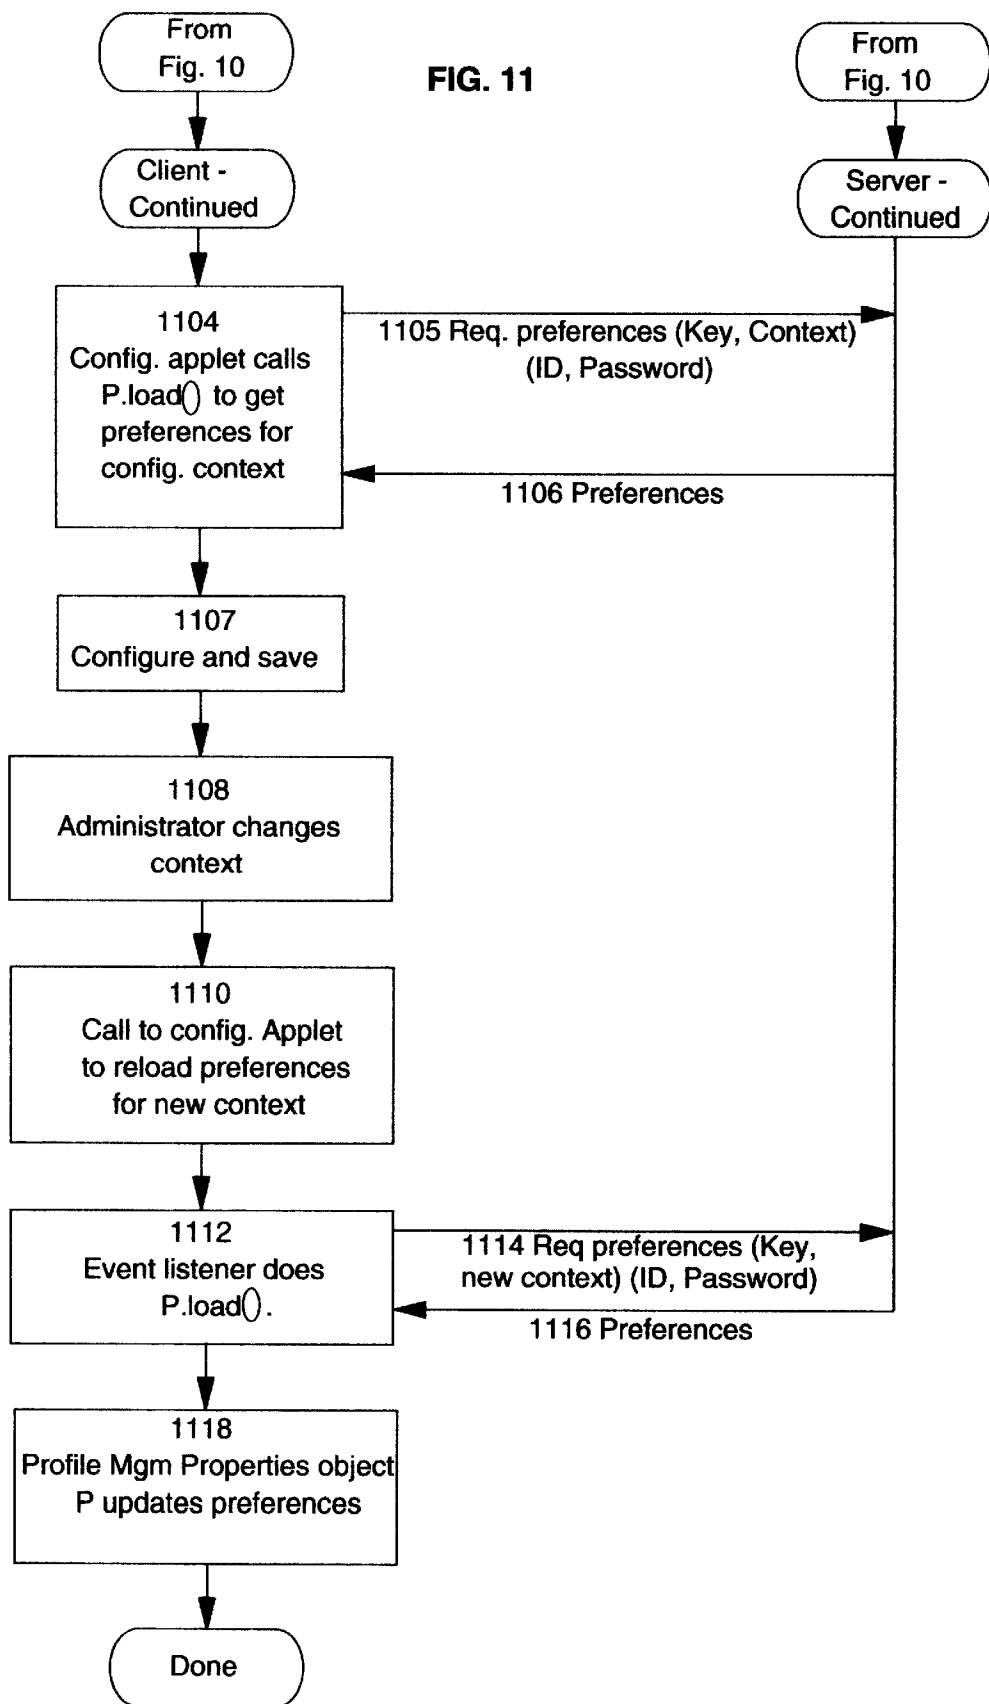 From
Fig. 10
FIG. 11
From
Fig. 10
Client -
Continued
Server -
Continued
1104
Config. applet calls
P.load() to get
preferences for
config. context
1105 Req. preferences (Key, Context)
(ID, Password)
1106 Preferences
1107
Configure and save
1108
Administrator changes
context
1110
Call to config. Applet
to reload preferences
for new context
1112
Event listener does
P.load().
1114 Req preferences (Key,
new context) (ID, Password)
1116 Preferences
1118
Profile Mgm Properties object
P updates preferences
Done